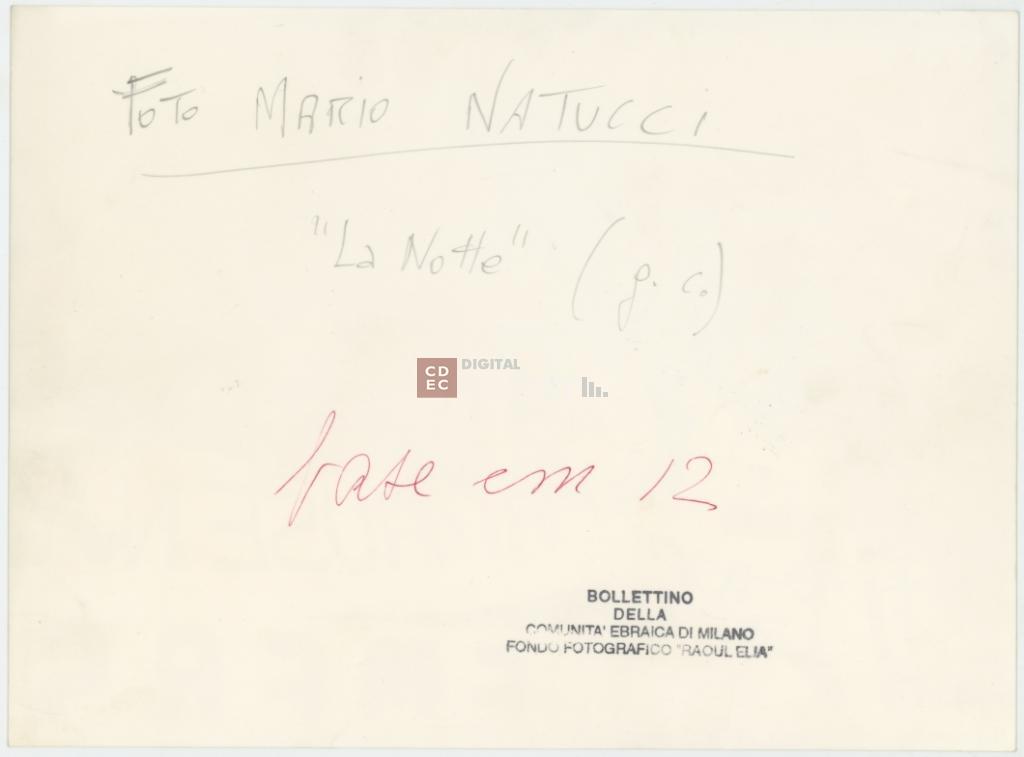 FOTO MARIO NATUCCI
"La Notte" (g. c.)
CD
EC
DIGITAL
base cm 12
BOLLETTINO
DELLA
COMUNITA' EBRAICA DI MILANO
FONDO FOTOGRAFICO "RAOUL ELIA"